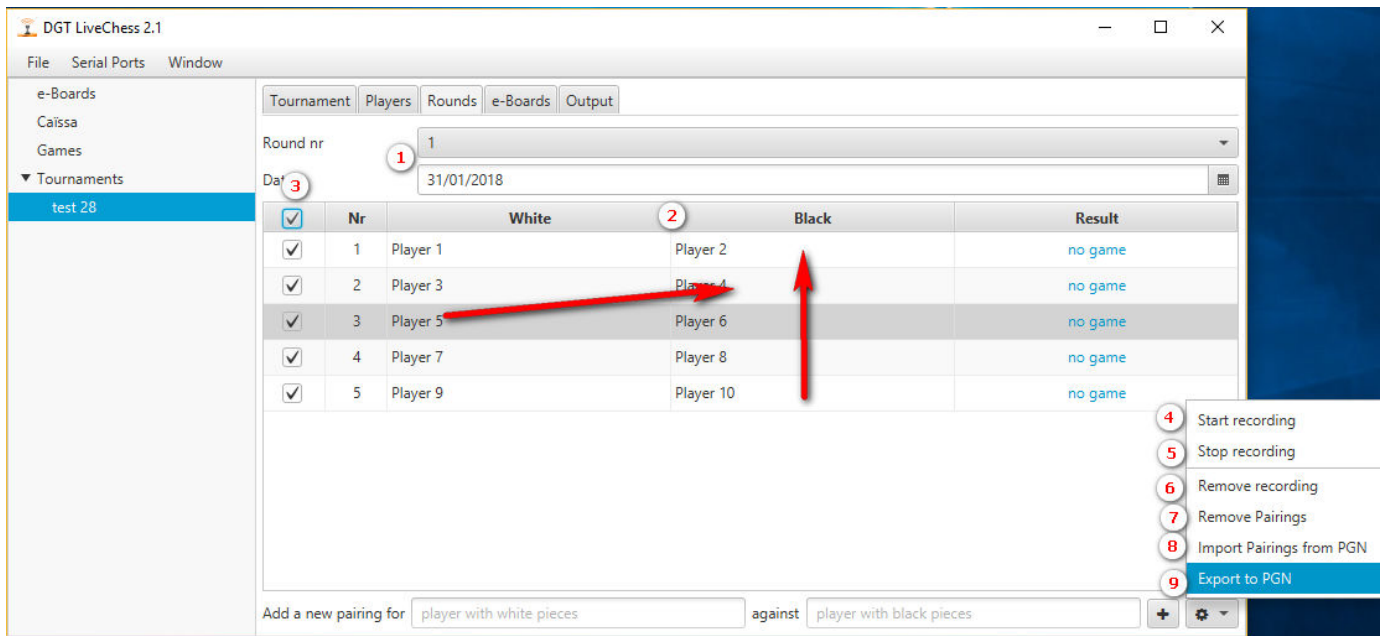 DGT LiveChess 2.1
File Serial Ports Window
e-Boards
Caïssa
Games
Tournaments
test 28
Tournament Players Rounds e-Boards Output
Round nr 1
1
31/01/2018
3
2
Nr White Black Result
1 Player 1 Player 2 no game
2 Player 3 Player 4 no game
3 Player 5 Player 6 no game
4 Player 7 Player 8 no game
5 Player 9 Player 10 no game
4 Start recording
5 Stop recording
6 Remove recording
7 Remove Pairings
8 Import Pairings from PGN
9 Export to PGN
Add a new pairing for player with white pieces against player with black pieces